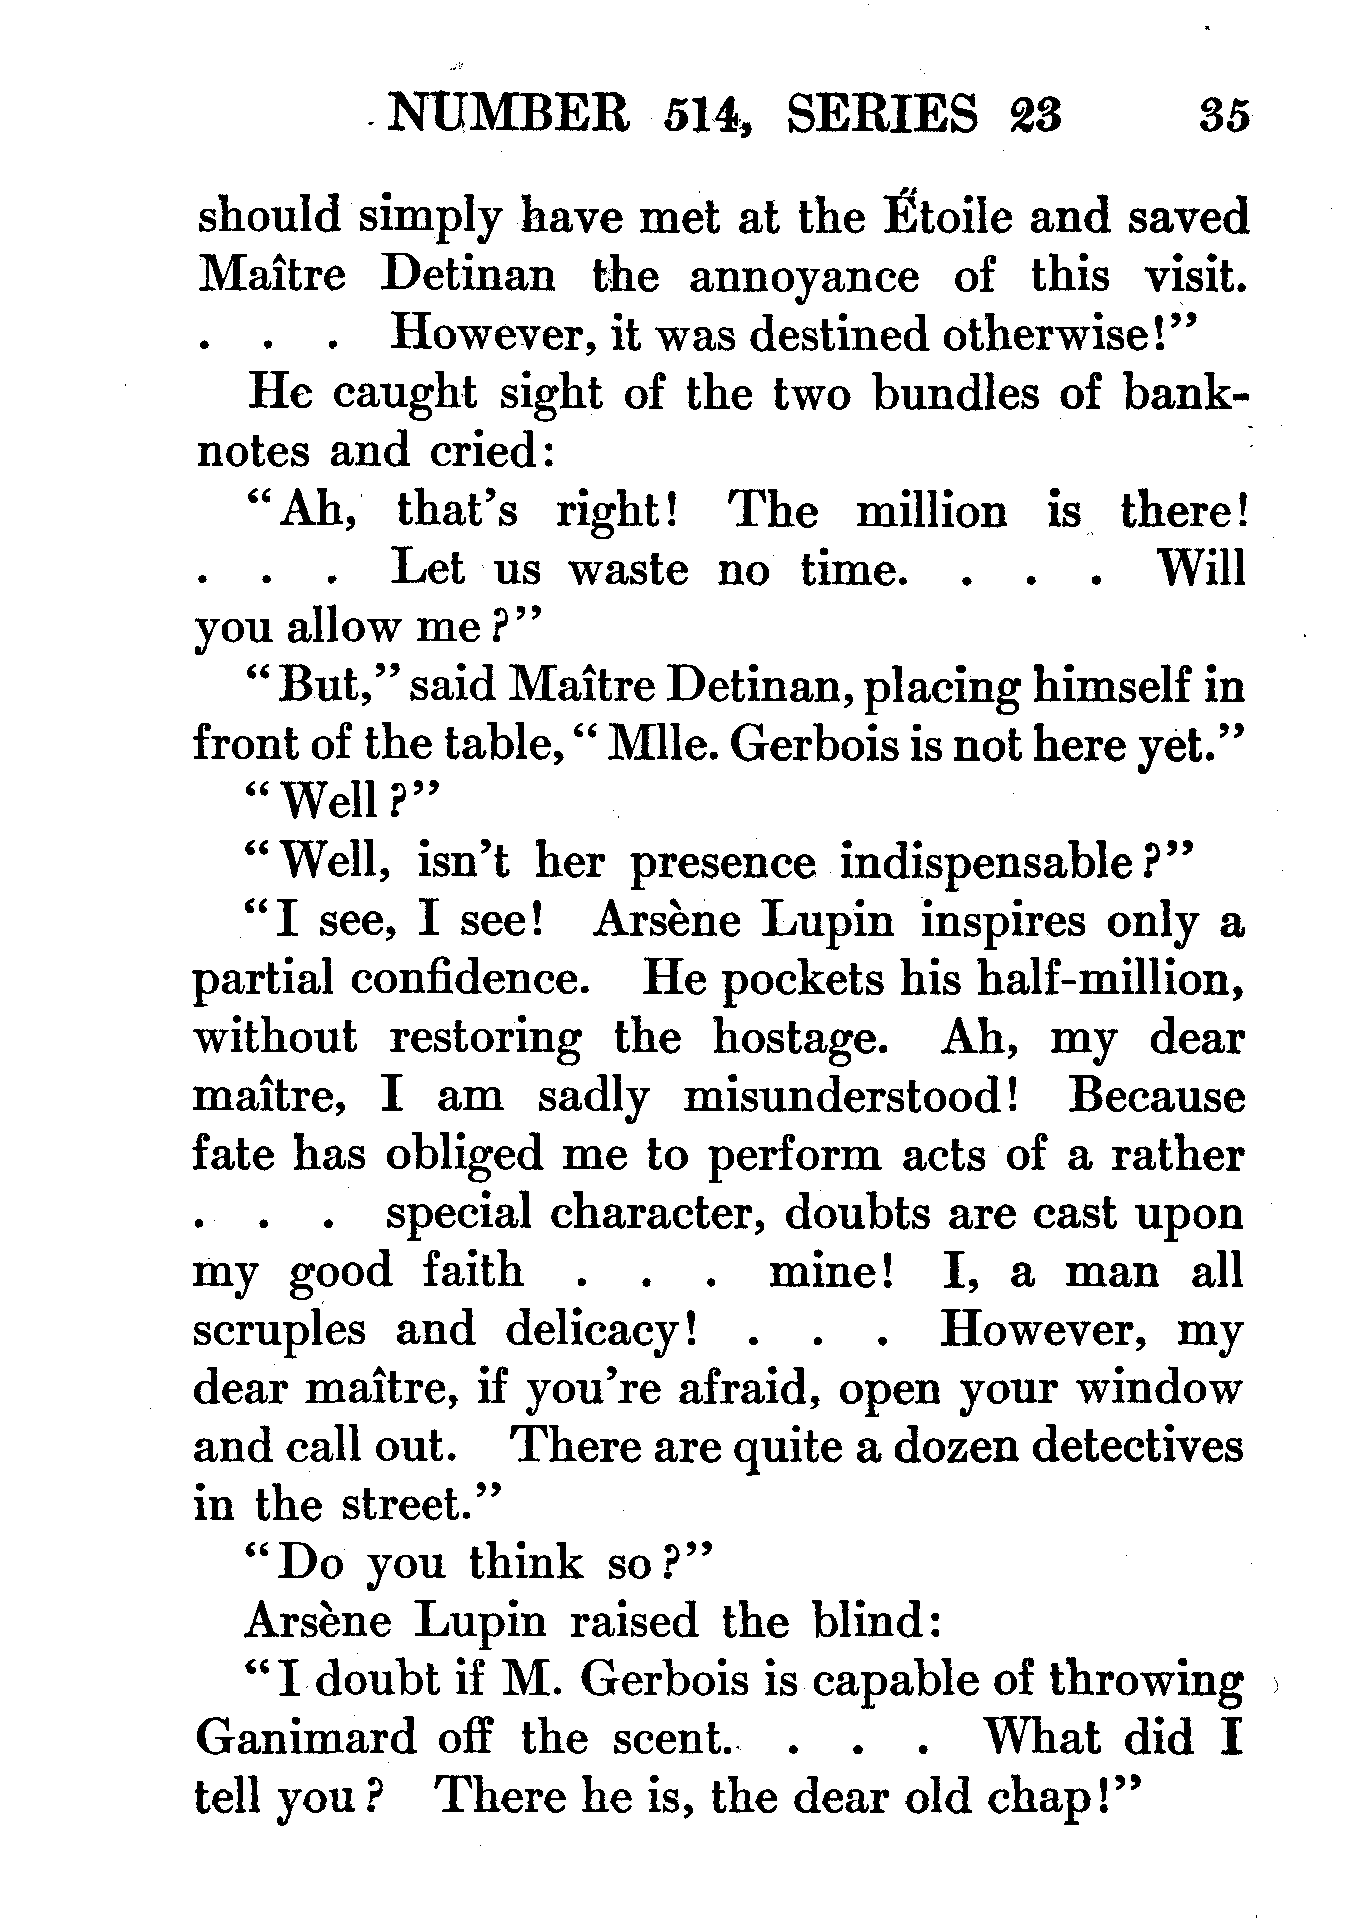 NUMBER 514, SERIES 23 35
should simply have met at the Étoile and saved
Maître Detinan the annoyance of this visit.
. . . However, it was destined otherwise!”
He caught sight of the two bundles of bank-
notes and cried:
“Ah, that’s right! The million is there!
. . . Let us waste no time. . . . Will
you allow me?”
“But,” said Maître Detinan, placing himself in
front of the table, “Mlle. Gerbois is not here yet.”
“Well?”
“Well, isn’t her presence indispensable?”
“I see, I see! Arsène Lupin inspires only a
partial confidence. He pockets his half-million,
without restoring the hostage. Ah, my dear
maître, I am sadly misunderstood! Because
fate has obliged me to perform acts of a rather
. . . special character, doubts are cast upon
my good faith . . . mine! I, a man all
scruples and delicacy! . . . However, my
dear maître, if you’re afraid, open your window
and call out. There are quite a dozen detectives
in the street.”
“Do you think so?”
Arsène Lupin raised the blind:
“I doubt if M. Gerbois is capable of throwing
Ganimard off the scent. . . . What did I
tell you? There he is, the dear old chap!”